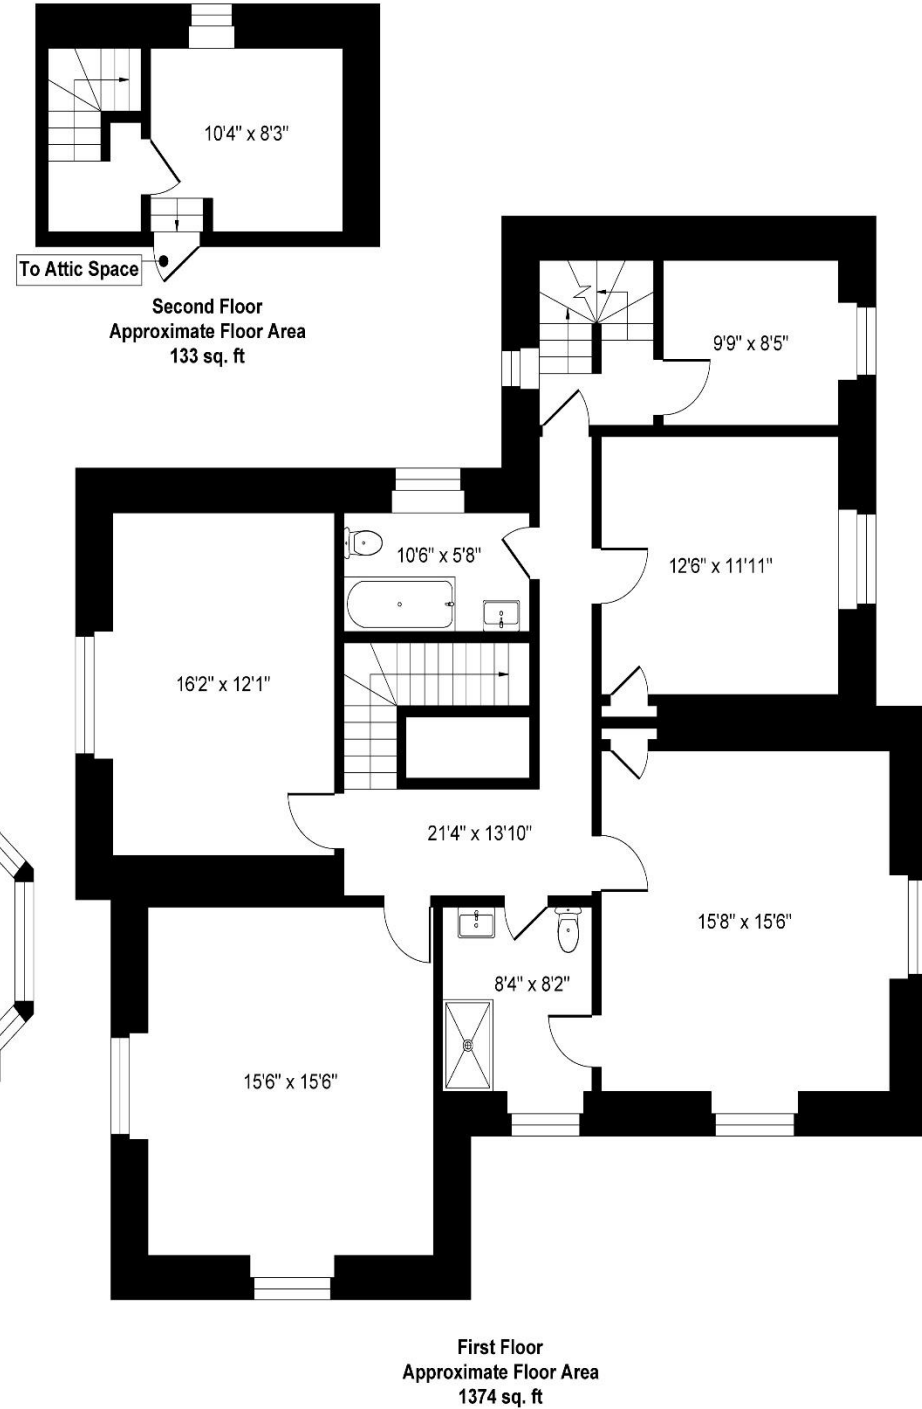 10'4" x 8'3"
To Attic Space
Second Floor
Approximate Floor Area
133 sq. ft
9'9" x 8'5"
10'6" x 5'8"
12'6" x 11'11"
16'2" x 12'1"
21'4" x 13'10"
15'8" x 15'6"
8'4" x 8'2"
15'6" x 15'6"
First Floor
Approximate Floor Area
1374 sq. ft